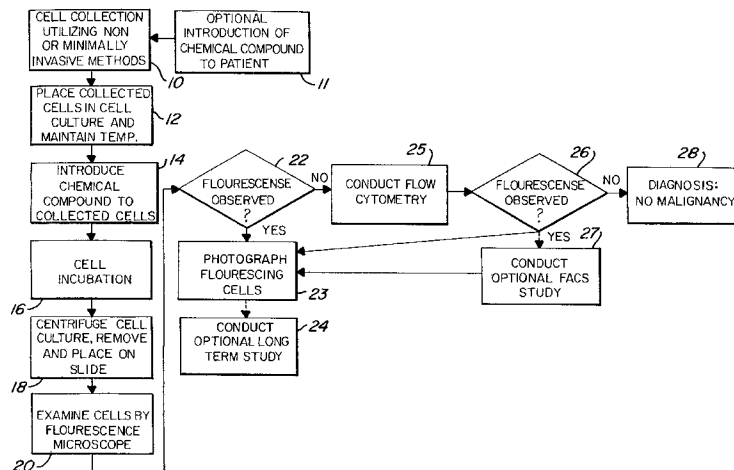 CELL COLLECTION
UTILIZING NON
OR MINIMALLY
INVASIVE METHODS
10
OPTIONAL
INTRODUCTION OF
CHEMICAL COMPOUND
TO PATIENT
11
PLACE COLLECTED
CELLS IN CELL
CULTURE AND
MAINTAIN TEMP.
12
INTRODUCE
CHEMICAL
COMPOUND TO
COLLECTED CELLS
14
CELL
INCUBATION
16
CENTRIFUGE CELL
CULTURE, REMOVE
AND PLACE ON
SLIDE
18
EXAMINE CELLS BY
FLOURESCENCE
MICROSCOPE
20
22
FLOURESCENSE
OBSERVED
?
NO
YES
25
CONDUCT FLOW
CYTOMETRY
26
FLOURESCENSE
OBSERVED
?
NO
YES
28
DIAGNOSIS:
NO MALIGNANCY
PHOTOGRAPH
FLOURESCING
CELLS
23
27
CONDUCT
OPTIONAL FACS
STUDY
CONDUCT
OPTIONAL LONG
TERM STUDY
24